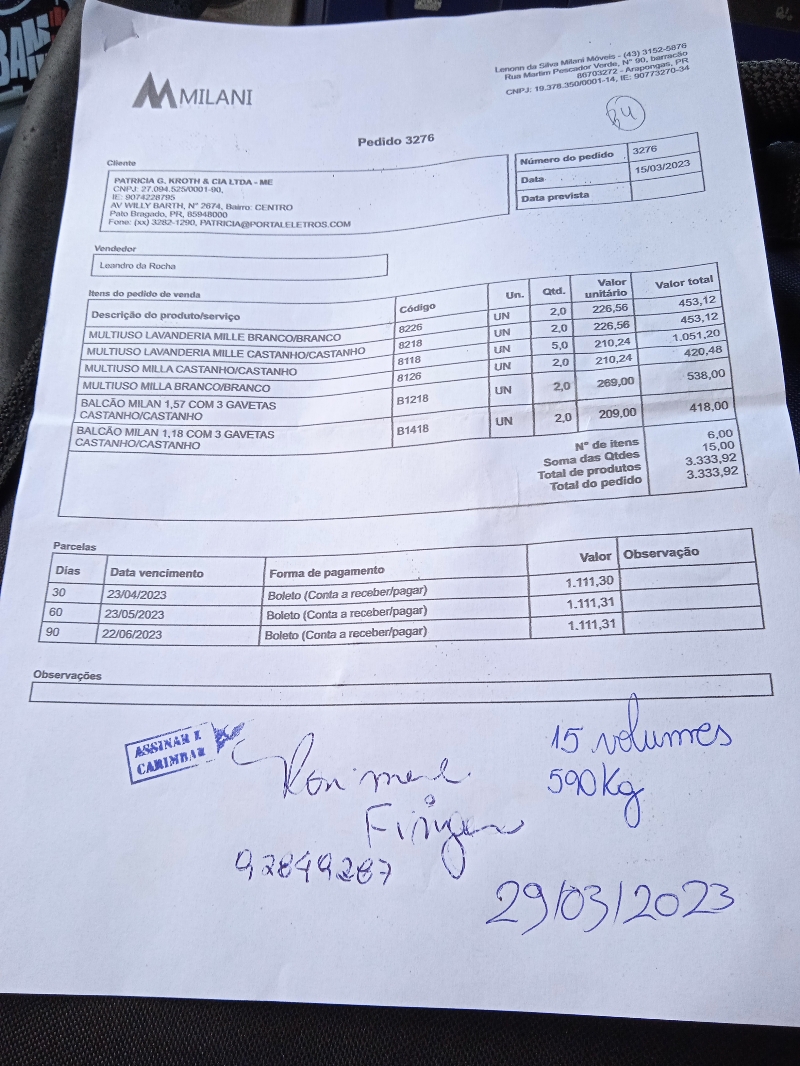 MILANI
Lenonn da Silva Milani Móveis - (43) 3152-5876
Rua Martim Pescador Verde, N° 90, barracão
86703272 - Arapongas, PR
CNPJ: 19.378.350/0001-14, IE: 90773270-34
B4
Pedido 3276
Cliente
PATRICIA G. KROTH & CIA LTDA - ME
CNPJ: 27.094.525/0001-90,
IE: 9074228795
AV WILLY BARTH, N° 2674, Bairro: CENTRO
Pato Bragado, PR, 85948000
Fone: (xx) 3282-1290, PATRICIA@PORTALELETROS.COM
Número do pedido 3276
Data 15/03/2023
Data prevista
Vendedor
Leandro da Rocha
Itens do pedido de venda
Descrição do produto/serviço Código Un. Qtd. Valor unitário Valor total
MULTIUSO LAVANDERIA MILLE BRANCO/BRANCO 8226 UN 2,0 226,56 453,12
MULTIUSO LAVANDERIA MILLE CASTANHO/CASTANHO 8218 UN 2,0 226,56 453,12
MULTIUSO MILLA CASTANHO/CASTANHO 8118 UN 5,0 210,24 1.051,20
MULTIUSO MILLA BRANCO/BRANCO 8126 UN 2,0 210,24 420,48
BALCÃO MILAN 1,57 COM 3 GAVETAS CASTANHO/CASTANHO B1218 UN 2,0 269,00 538,00
BALCÃO MILAN 1,18 COM 3 GAVETAS CASTANHO/CASTANHO B1418 UN 2,0 209,00 418,00
N° de itens 6,00
Soma das Qtdes 15,00
Total de produtos 3.333,92
Total do pedido 3.333,92
Parcelas
Dias Data vencimento Forma de pagamento Valor Observação
30 23/04/2023 Boleto (Conta a receber/pagar) 1.111,30
60 23/05/2023 Boleto (Conta a receber/pagar) 1.111,31
90 22/06/2023 Boleto (Conta a receber/pagar) 1.111,31
Observações
ASSINAR E
CARIMBAR
15 volumes
590Kg
92849287
29/03/2023